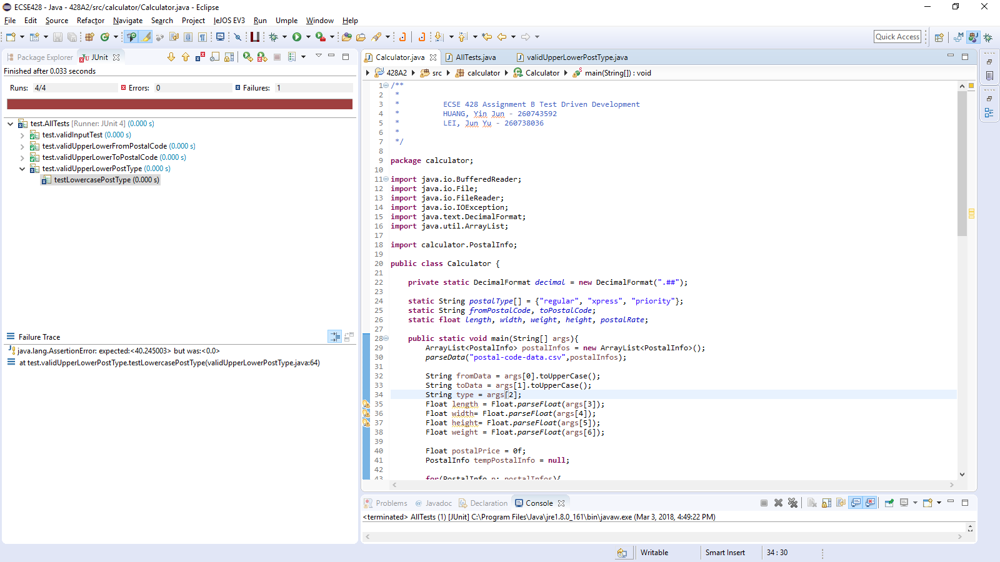 ECSE428 - Java - 428A2/src/calculator/Calculator.java - Eclipse
File Edit Source Refactor Navigate Search Project leJOS EV3 Run Umple Window Help
Quick Access
Package Explorer JUnit
Finished after 0.033 seconds
Runs: 4/4 Errors: 0 Failures: 1
test.AllTests [Runner: JUnit 4] (0.000 s)
test.validInputTest (0.000 s)
test.validUpperLowerFromPostalCode (0.000 s)
test.validUpperLowerToPostalCode (0.000 s)
test.validUpperLowerPostType (0.000 s)
testLowercasePostType (0.000 s)
Failure Trace
java.lang.AssertionError: expected:<40.245003> but was:<0.0>
at test.validUpperLowerPostType.testLowercasePostType(validUpperLowerPostType.java:64)
Calculator.java AllTests.java validUpperLowerPostType.java
428A2 src calculator Calculator main(String[]) : void
1 /**
2 *
3 * ECSE 428 Assignment B Test Driven Development
4 * HUANG, Yin Jun - 260743592
5 * LEI, Jun Yu - 260738036
6 *
7 */
8
9 package calculator;
10
11 import java.io.BufferedReader;
12 import java.io.File;
13 import java.io.FileReader;
14 import java.io.IOException;
15 import java.text.DecimalFormat;
16 import java.util.ArrayList;
17
18 import calculator.PostalInfo;
19
20 public class Calculator {
21
22 private static DecimalFormat decimal = new DecimalFormat(".##");
23
24 static String postalType[] = {"regular", "xpress", "priority"};
25 static String fromPostalCode, toPostalCode;
26 static float length, width, weight, height, postalRate;
27
28 public static void main(String[] args){
29 ArrayList<PostalInfo> postalInfos = new ArrayList<PostalInfo>();
30 parseData("postal-code-data.csv",postalInfos);
31
32 String fromData = args[0].toUpperCase();
33 String toData = args[1].toUpperCase();
34 String type = args[2];
35 Float length = Float.parseFloat(args[3]);
36 Float width= Float.parseFloat(args[4]);
37 Float height= Float.parseFloat(args[5]);
38 Float weight = Float.parseFloat(args[6]);
39
40 Float postalPrice = 0f;
41 PostalInfo tempPostalInfo = null;
42
43 for(PostalInfo p: postalInfos){
Problems Javadoc Declaration Console
<terminated> AllTests (1) [JUnit] C:\Program Files\Java\jre1.8.0_161\bin\javaw.exe (Mar 3, 2018, 4:49:22 PM)
Writable Smart Insert 34 : 30